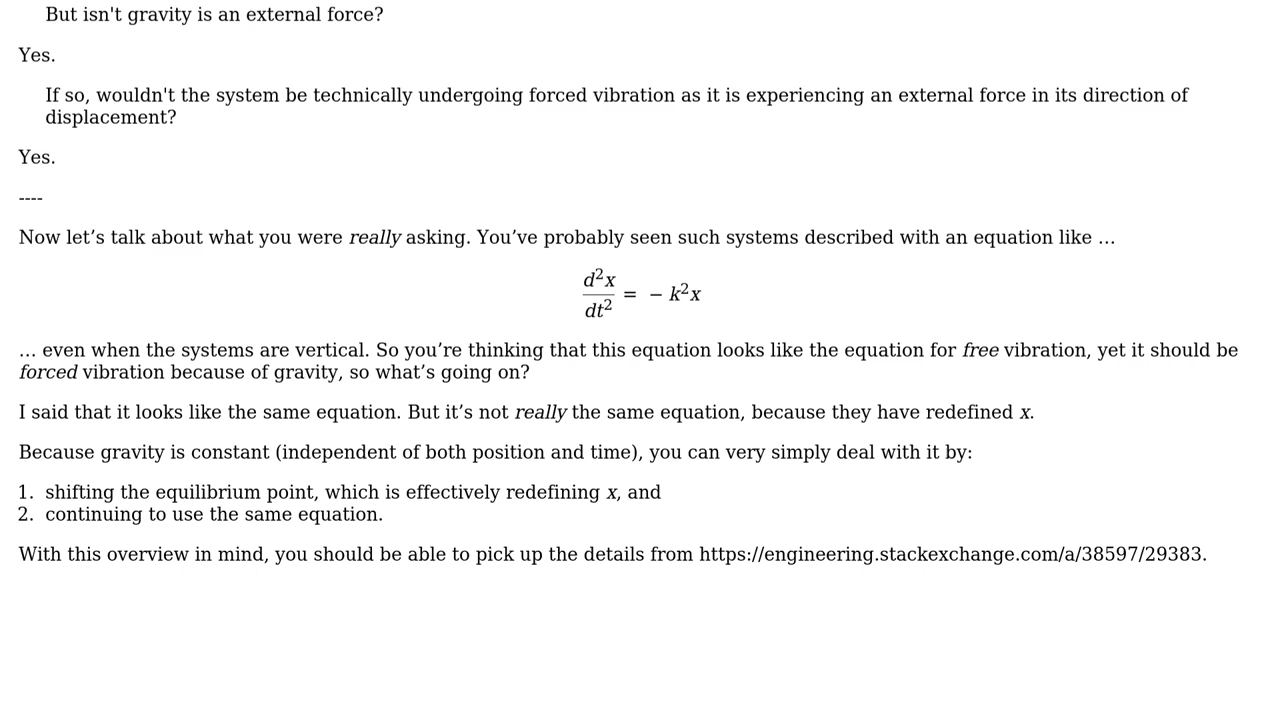 But isn't gravity is an external force?
Yes.
If so, wouldn't the system be technically undergoing forced vibration as it is experiencing an external force in its direction of
displacement?
Yes.
----
Now let’s talk about what you were really asking. You’ve probably seen such systems described with an equation like …
d²x/dt² = − k²x
… even when the systems are vertical. So you’re thinking that this equation looks like the equation for free vibration, yet it should be
forced vibration because of gravity, so what’s going on?
I said that it looks like the same equation. But it’s not really the same equation, because they have redefined x.
Because gravity is constant (independent of both position and time), you can very simply deal with it by:
1. shifting the equilibrium point, which is effectively redefining x, and
2. continuing to use the same equation.
With this overview in mind, you should be able to pick up the details from https://engineering.stackexchange.com/a/38597/29383.